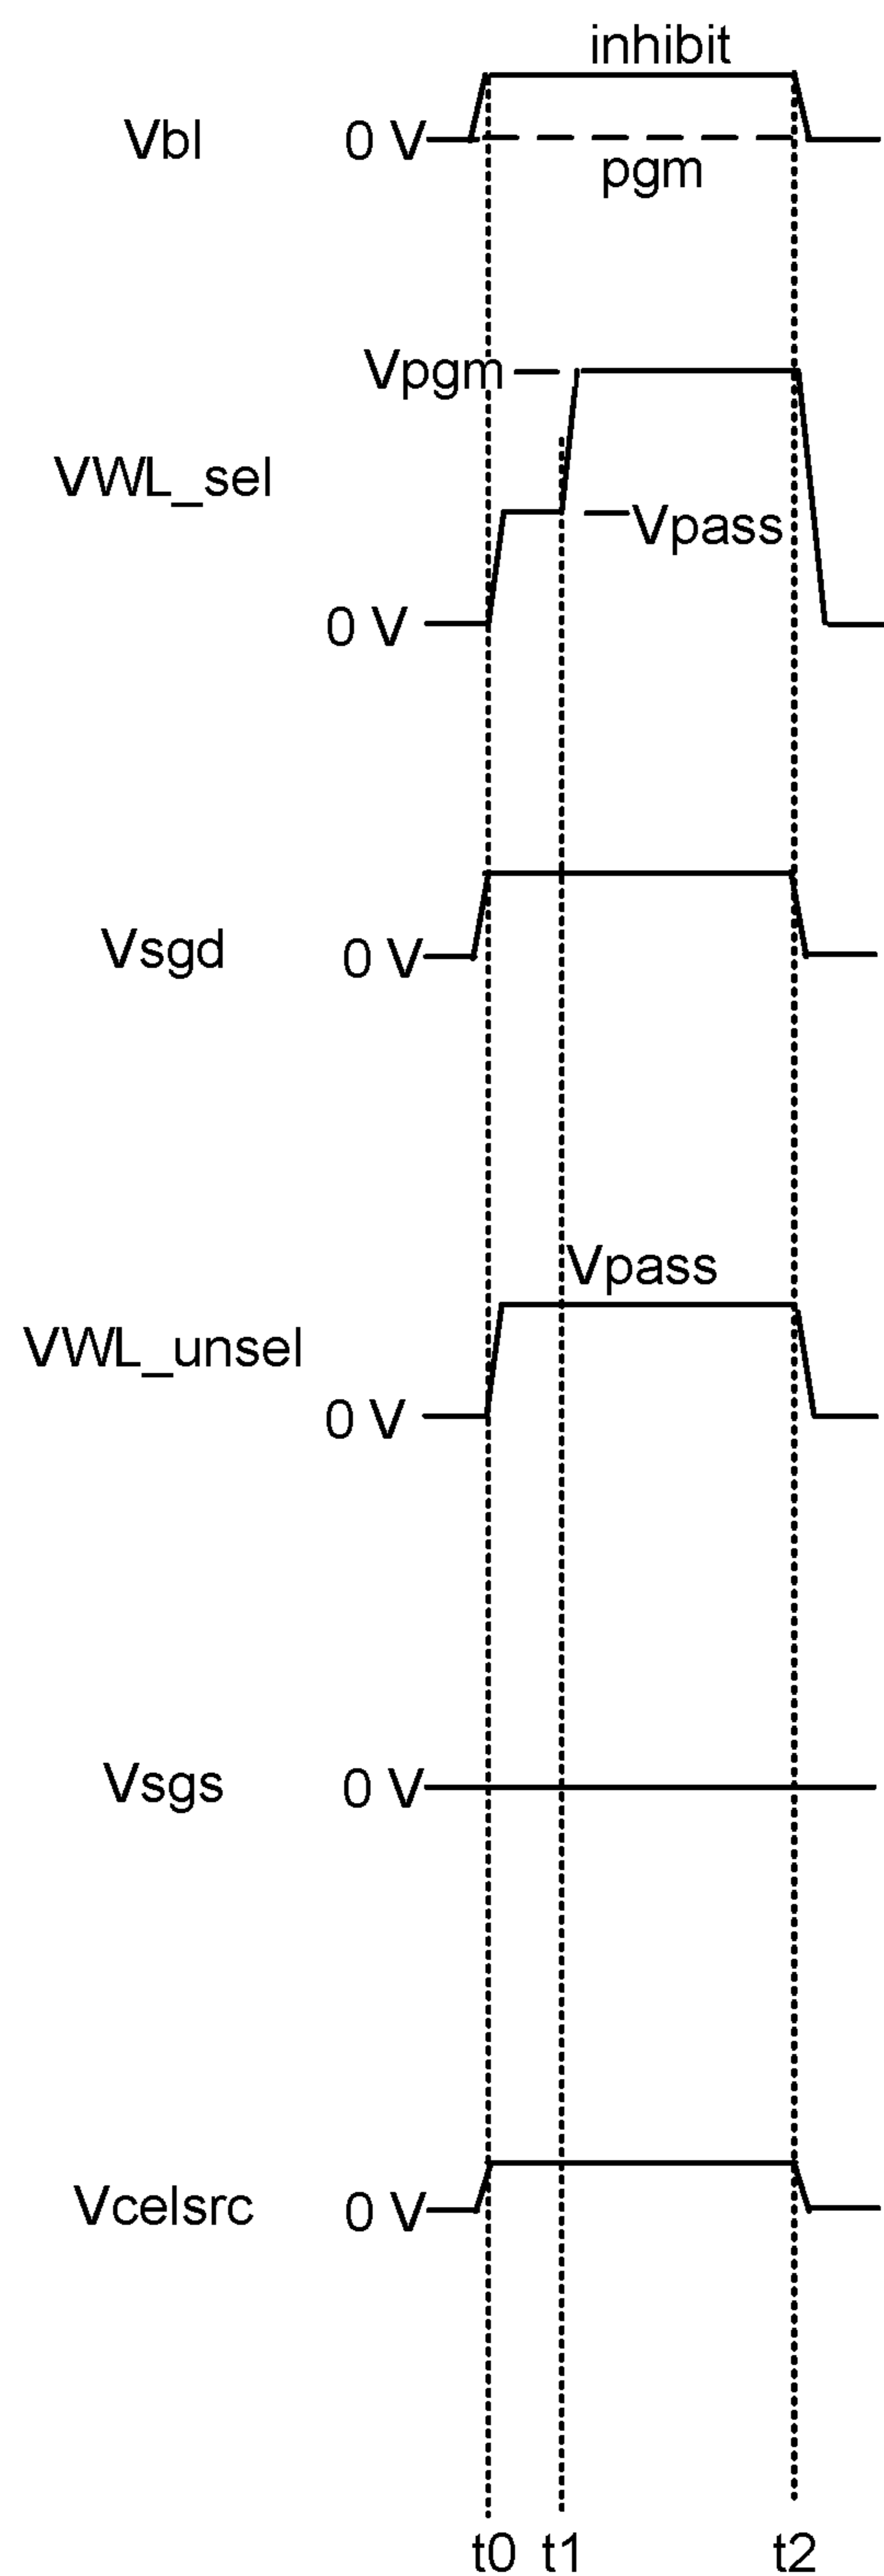 inhibit
Vbl 0 V
pgm
Vpgm
VWL_sel
Vpass
0 V
Vsgd 0 V
Vpass
VWL_unsel
0 V
Vsgs 0 V
Vcelsrc 0 V
t0 t1 t2